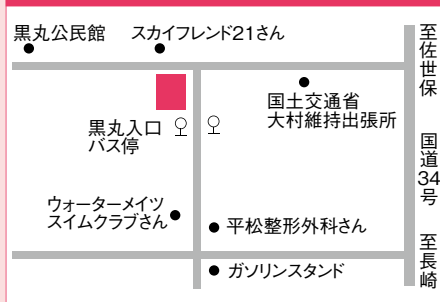 黒丸公民館
スカイフレンド21さん
国土交通省
大村維持出張所
黒丸入口
バス停
ウォーターメイツ
スイムクラブさん
平松整形外科さん
ガソリンスタンド
至佐世保
国道34号
至長崎